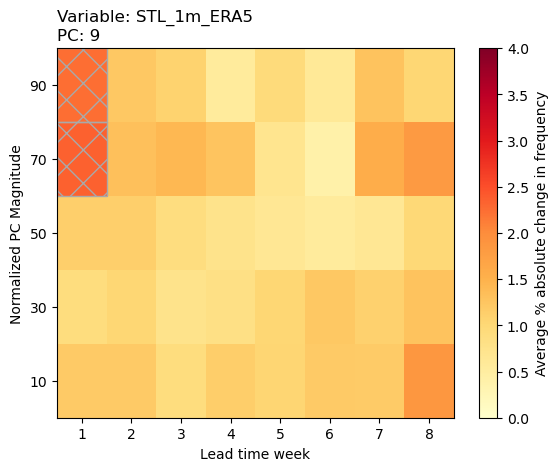 Variable: STL_1m_ERA5
PC: 9
90
70
50
30
10
Normalized PC Magnitude
1 2 3 4 5 6 7 8
Lead time week
4.0
3.5
3.0
2.5
2.0
1.5
1.0
0.5
0.0
Average % absolute change in frequency